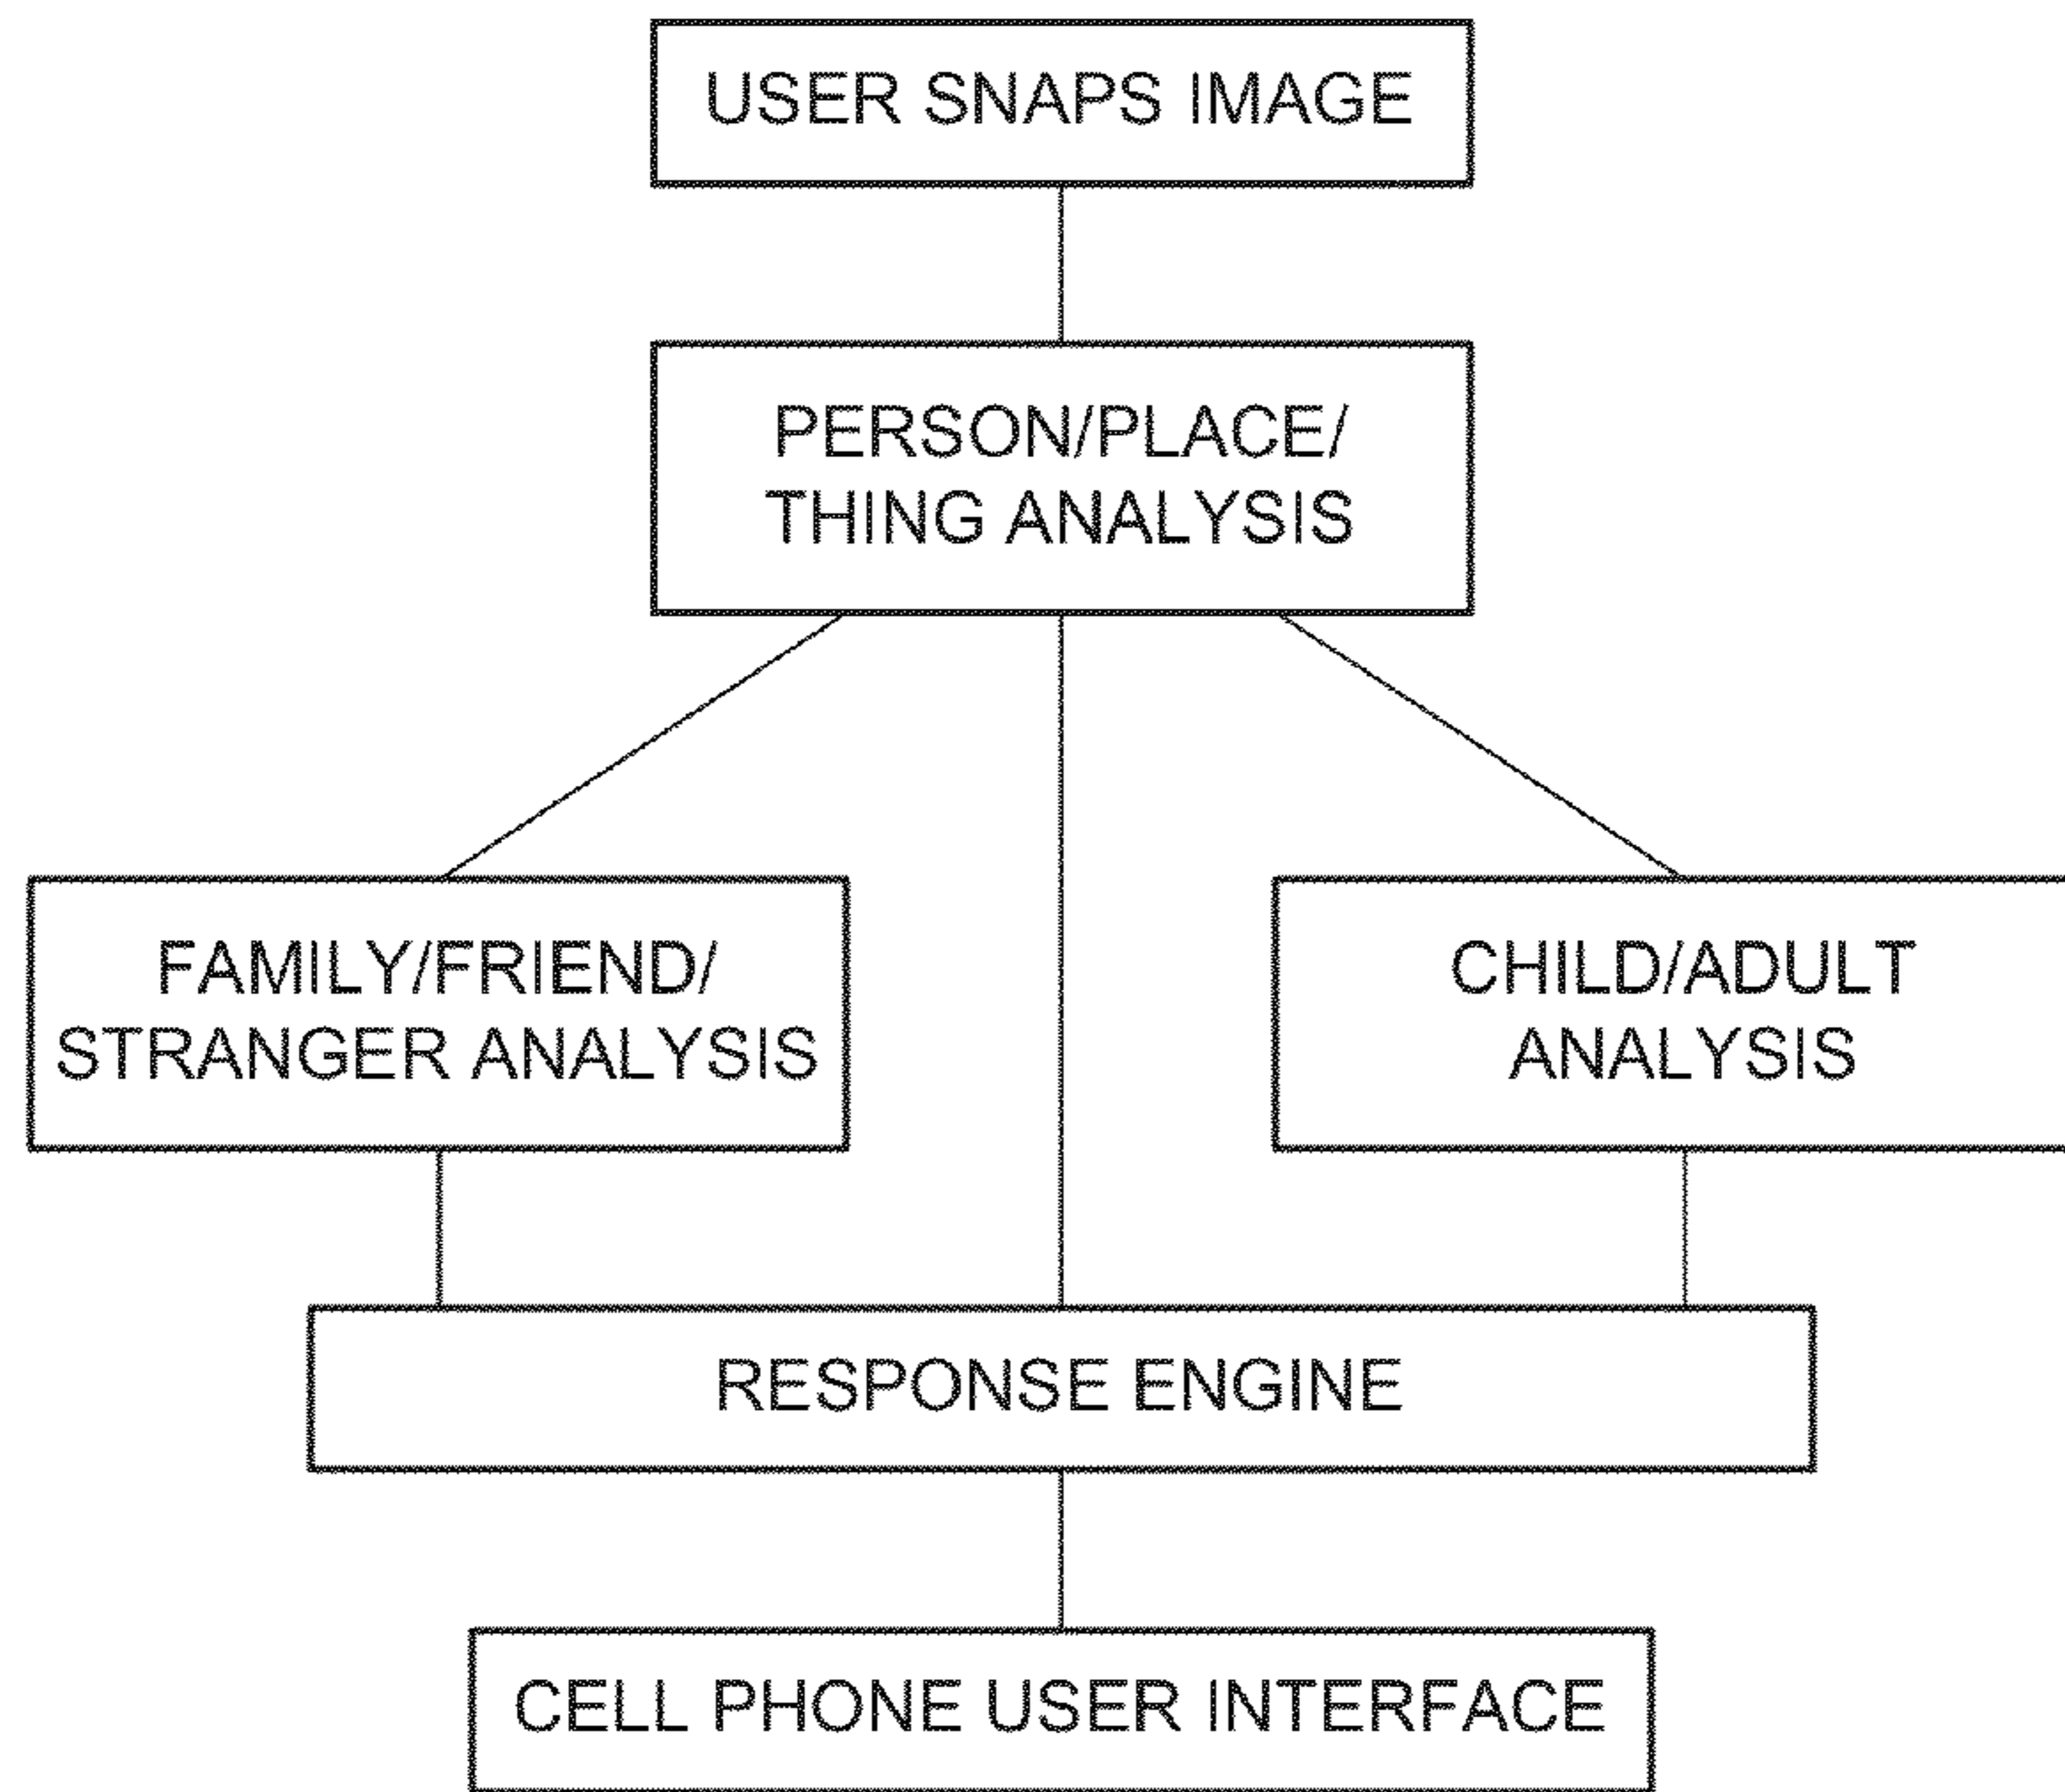 USER SNAPS IMAGE
PERSON/PLACE/
THING ANALYSIS
FAMILY/FRIEND/
STRANGER ANALYSIS
CHILD/ADULT
ANALYSIS
RESPONSE ENGINE
CELL PHONE USER INTERFACE